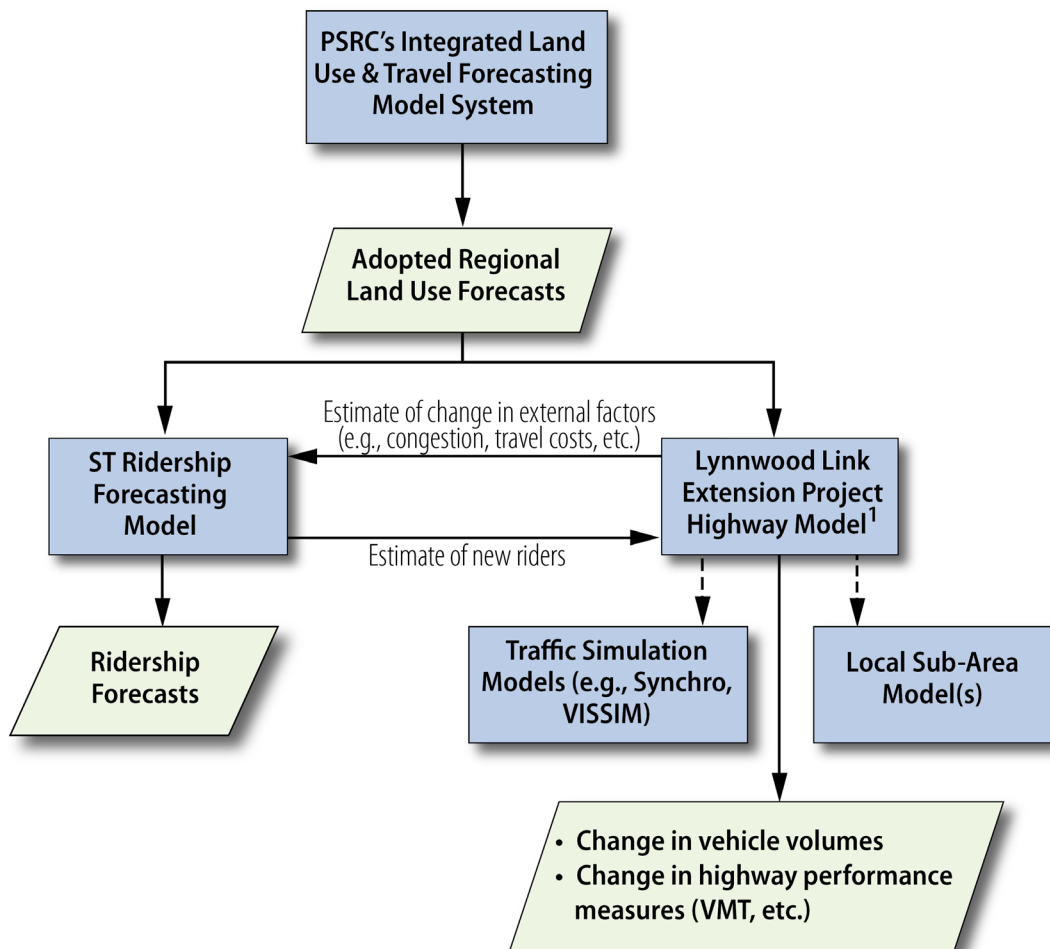 PSRC's Integrated Land
Use & Travel Forecasting
Model System
Adopted Regional
Land Use Forecasts
Estimate of change in external factors
(e.g., congestion, travel costs, etc.)
ST Ridership
Forecasting
Model
Lynnwood Link
Extension Project
Highway Model¹
Estimate of new riders
Ridership
Forecasts
Traffic Simulation
Models (e.g., Synchro,
VISSIM)
Local Sub-Area
Model(s)
• Change in vehicle volumes
• Change in highway performance
measures (VMT, etc.)